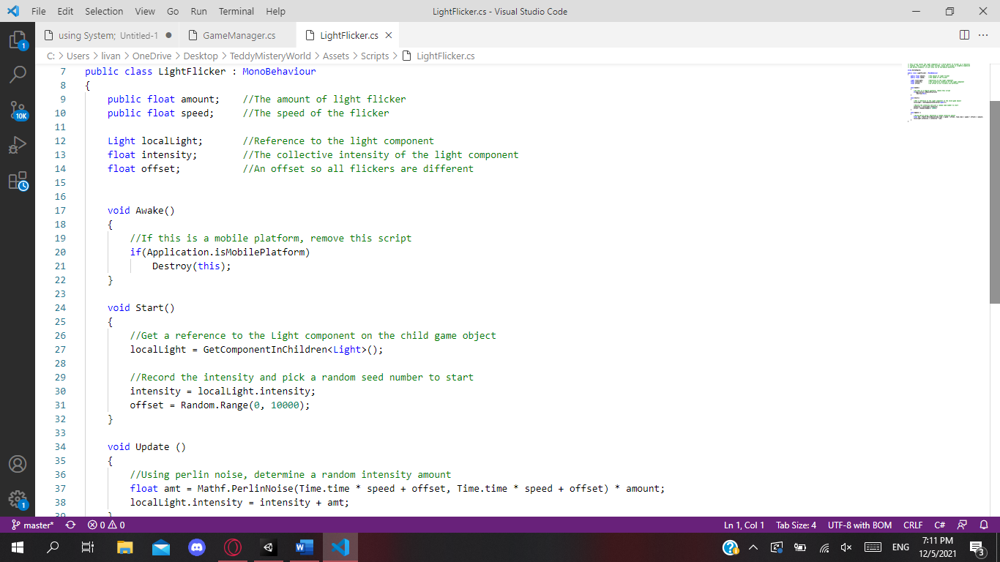 File Edit Selection View Go Run Terminal Help LightFlicker.cs - Visual Studio Code
using System; Untitled-1 GameManager.cs LightFlicker.cs
C: > Users > livan > OneDrive > Desktop > TeddyMisteryWorld > Assets > Scripts > LightFlicker.cs
7 public class LightFlicker : MonoBehaviour
8 {
9 public float amount; //The amount of light flicker
10 public float speed; //The speed of the flicker
11
12 Light localLight; //Reference to the light component
13 float intensity; //The collective intensity of the light component
14 float offset; //An offset so all flickers are different
15
16
17 void Awake()
18 {
19 //If this is a mobile platform, remove this script
20 if(Application.isMobilePlatform)
21 Destroy(this);
22 }
23
24 void Start()
25 {
26 //Get a reference to the Light component on the child game object
27 localLight = GetComponentInChildren<Light>();
28
29 //Record the intensity and pick a random seed number to start
30 intensity = localLight.intensity;
31 offset = Random.Range(0, 10000);
32 }
33
34 void Update ()
35 {
36 //Using perlin noise, determine a random intensity amount
37 float amt = Mathf.PerlinNoise(Time.time * speed + offset, Time.time * speed + offset) * amount;
38 localLight.intensity = intensity + amt;
39 }
1
10K
1
master* 0 0 Ln 1, Col 1 Tab Size: 4 UTF-8 with BOM CRLF C#
ENG 7:11 PM
12/5/2021 3